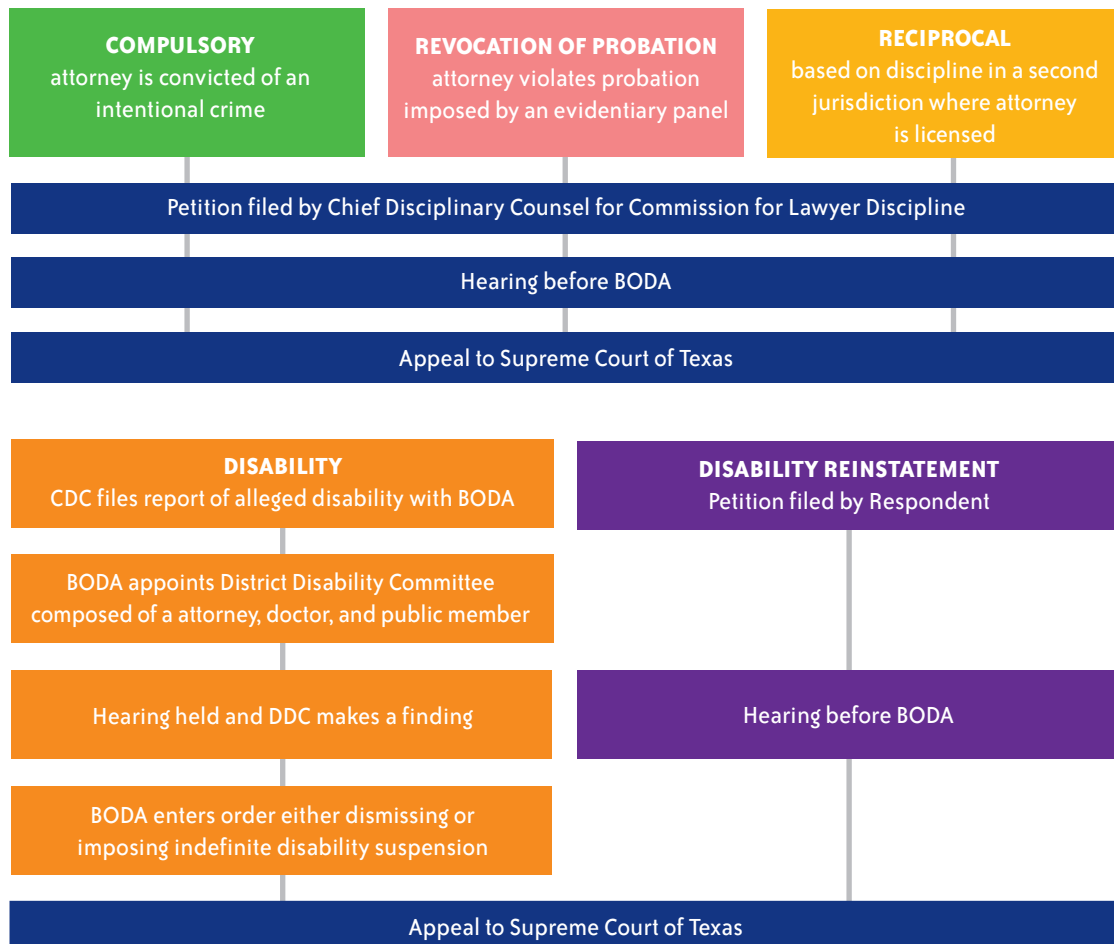 COMPULSORY
attorney is convicted of an
intentional crime
REVOCATION OF PROBATION
attorney violates probation
imposed by an evidentiary panel
RECIPROCAL
based on discipline in a second
jurisdiction where attorney
is licensed
Petition filed by Chief Disciplinary Counsel for Commission for Lawyer Discipline
Hearing before BODA
Appeal to Supreme Court of Texas
DISABILITY
CDC files report of alleged disability with BODA
BODA appoints District Disability Committee
composed of a attorney, doctor, and public member
Hearing held and DDC makes a finding
BODA enters order either dismissing or
imposing indefinite disability suspension
DISABILITY REINSTATEMENT
Petition filed by Respondent
Hearing before BODA
Appeal to Supreme Court of Texas